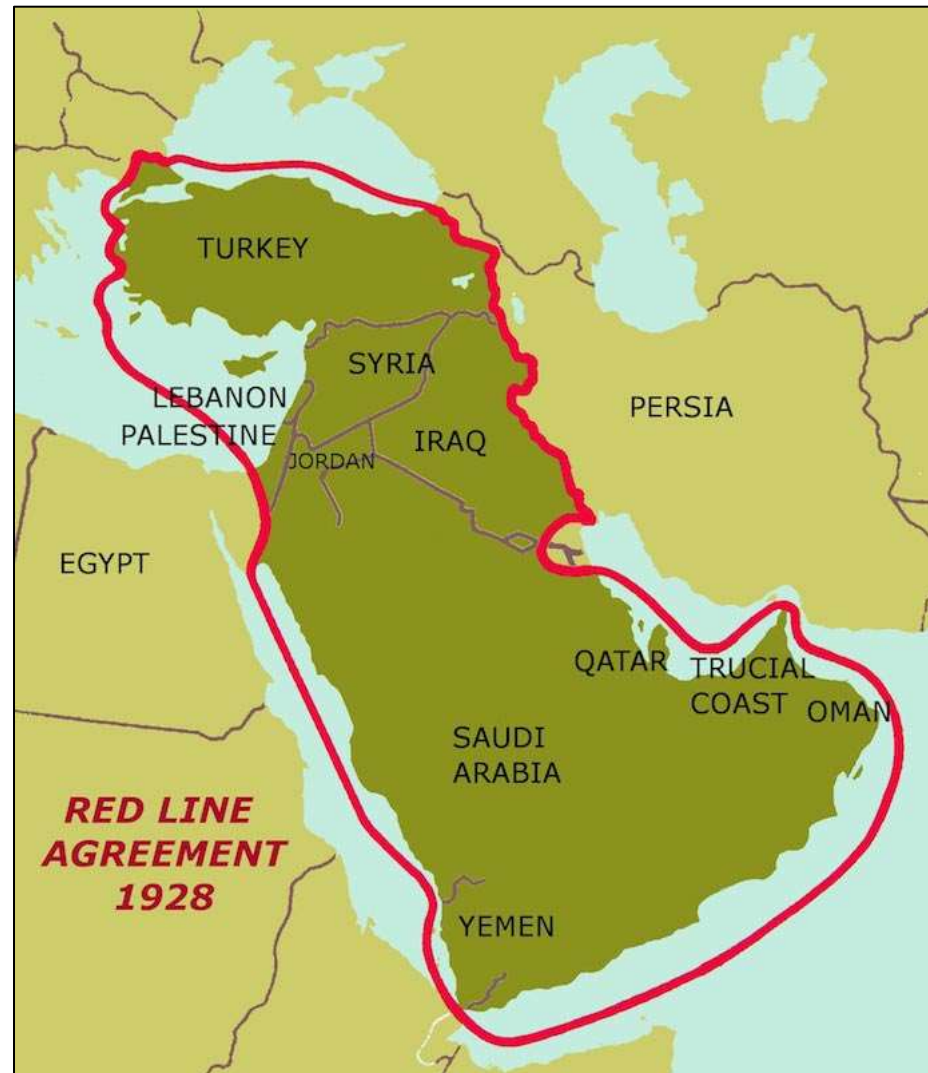 TURKEY
SYRIA
LEBANON
PERSIA
PALESTINE
IRAQ
JORDAN
EGYPT
QATAR
TRUCIAL
COAST
OMAN
SAUDI
ARABIA
RED LINE
AGREEMENT
1928
YEMEN